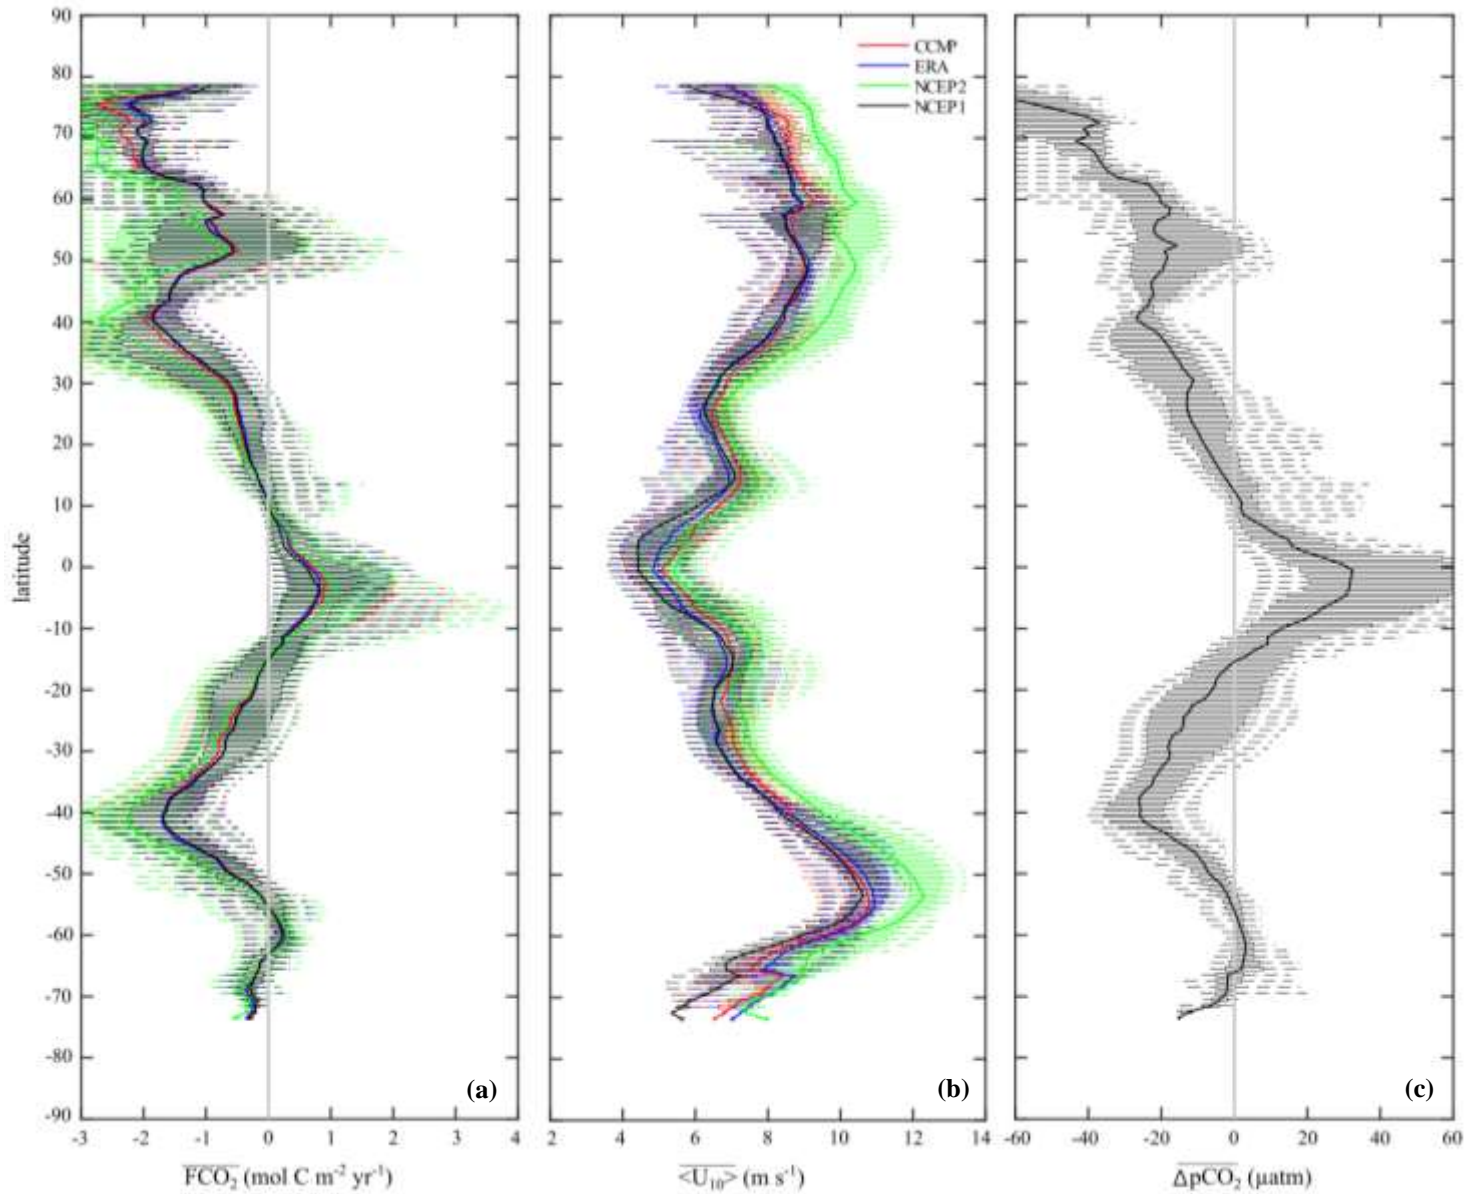 90
80
70
60
50
40
30
20
10
0
-10
-20
-30
-40
-50
-60
-70
-80
-90
latitude
CCMP
ERA
NCEP2
NCEP1
(a)
(b)
(c)
-3 -2 -1 0 1 2 3 4
2 4 6 8 10 12 14
-60 -40 -20 0 20 40 60
FCO₂ (mol C m⁻² yr⁻¹)
<U₁₀> (m s⁻¹)
ΔpCO₂ (µatm)